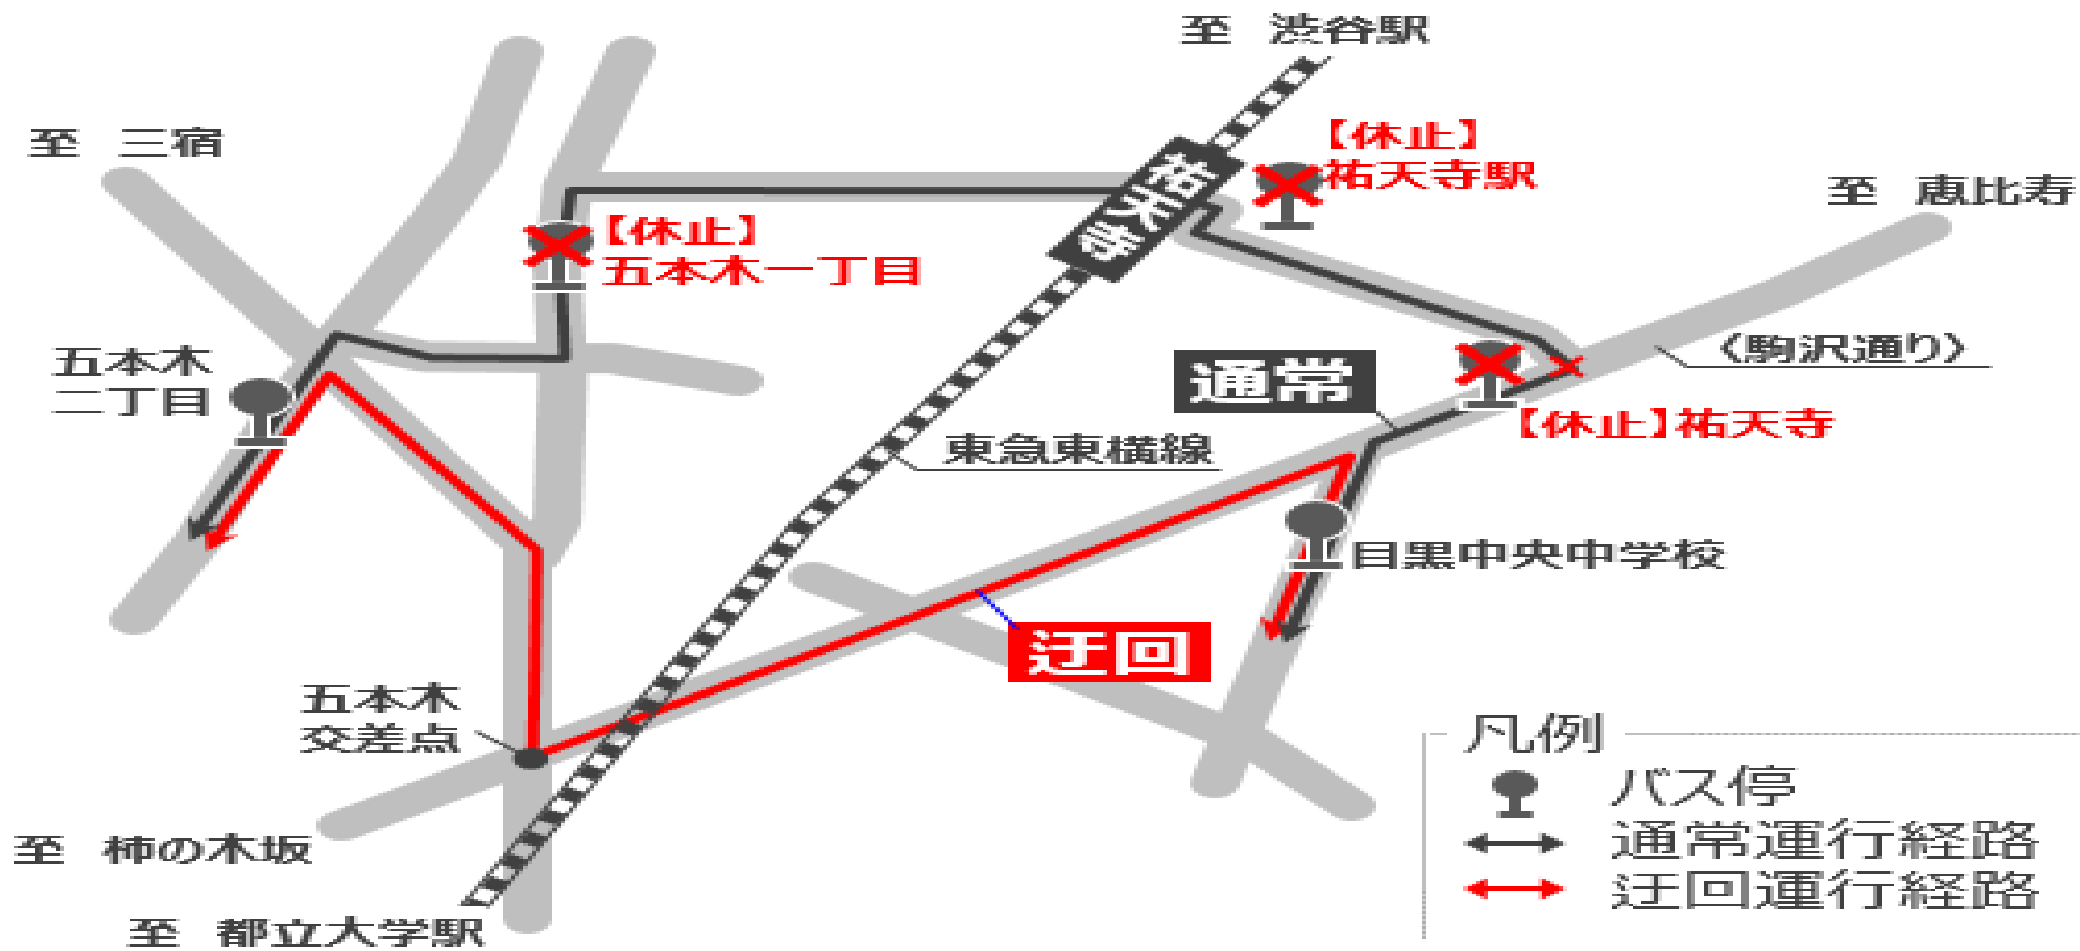 至 渋谷駅
【休止】
祐天寺駅
至 三宿
至 恵比寿
【休止】
五本木一丁目
五本木
二丁目
〈駒沢通り〉
通常
【休止】祐天寺
東急東横線
目黒中央中学校
迂回
五本木
交差点
凡例
バス停
通常運行経路
迂回運行経路
至 柿の木坂
至 都立大学駅